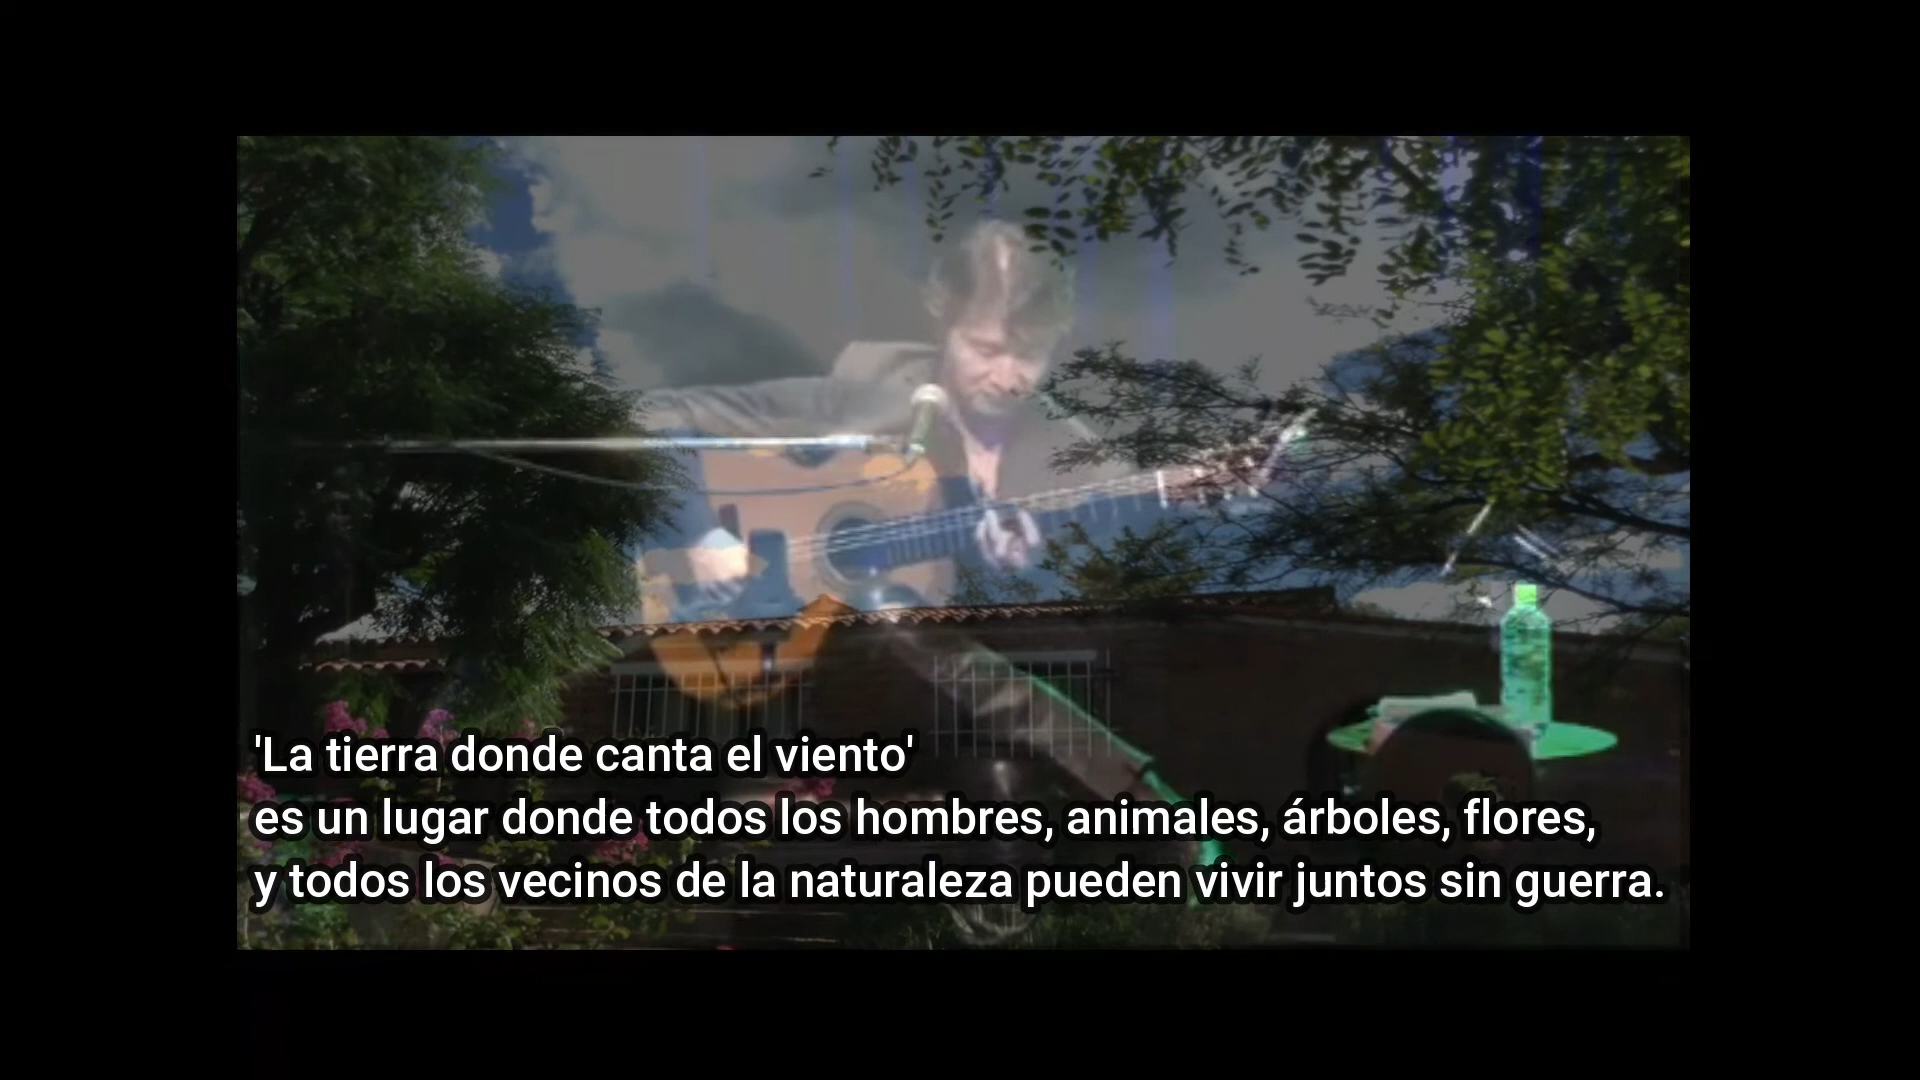 'La tierra donde canta el viento'
es un lugar donde todos los hombres, animales, árboles, flores,
y todos los vecinos de la naturaleza pueden vivir juntos sin guerra.